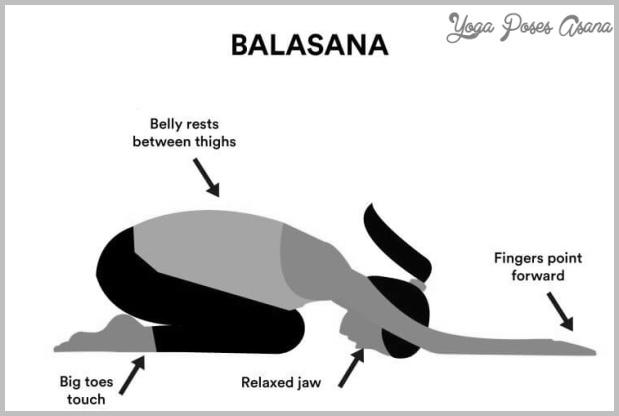 Yoga Poses Asana
BALASANA
Belly rests
between thighs
Fingers point
forward
Big toes
touch
Relaxed jaw